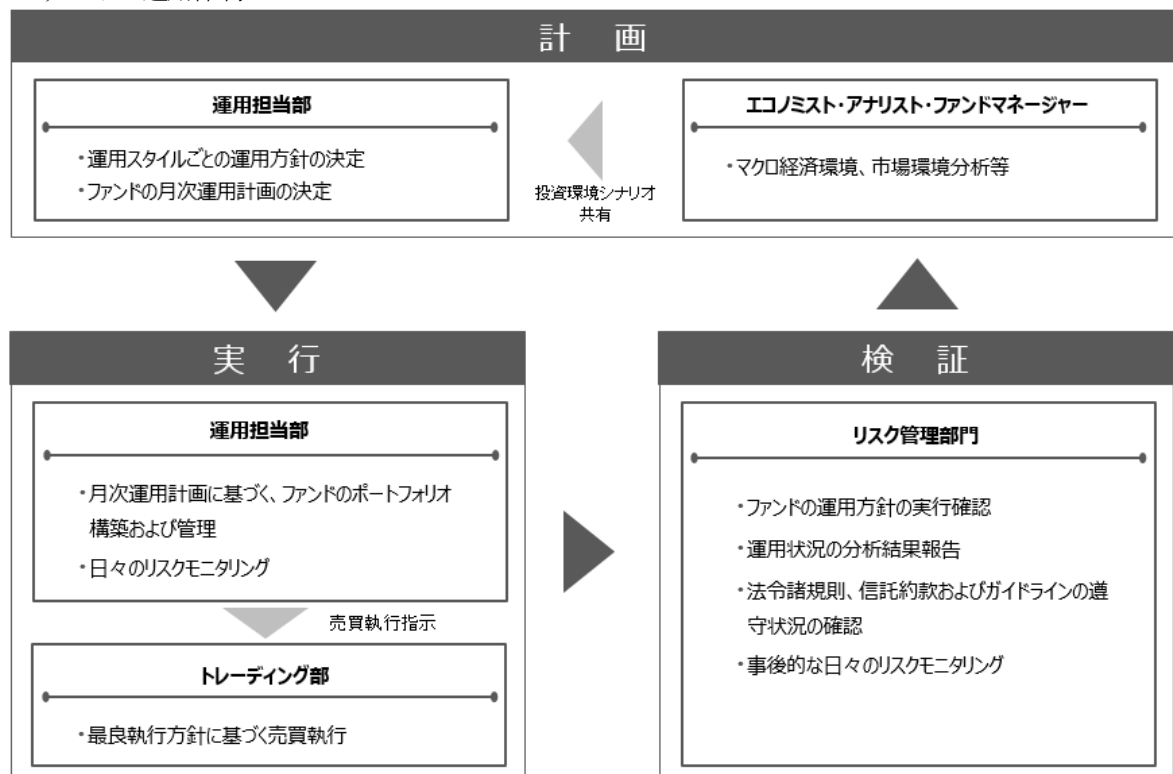 計 画
運用担当部
・運用スタイルごとの運用方針の決定
・ファンドの月次運用計画の決定
投資環境シナリオ
共有
エコノミスト・アナリスト・ファンドマネージャー
・マクロ経済環境、市場環境分析等
実 行
運用担当部
・月次運用計画に基づく、ファンドのポートフォリオ
構築および管理
・日々のリスクモニタリング
売買執行指示
トレーディング部
・最良執行方針に基づく売買執行
検 証
リスク管理部門
・ファンドの運用方針の実行確認
・運用状況の分析結果報告
・法令諸規則、信託約款およびガイドラインの遵
守状況の確認
・事後的な日々のリスクモニタリング